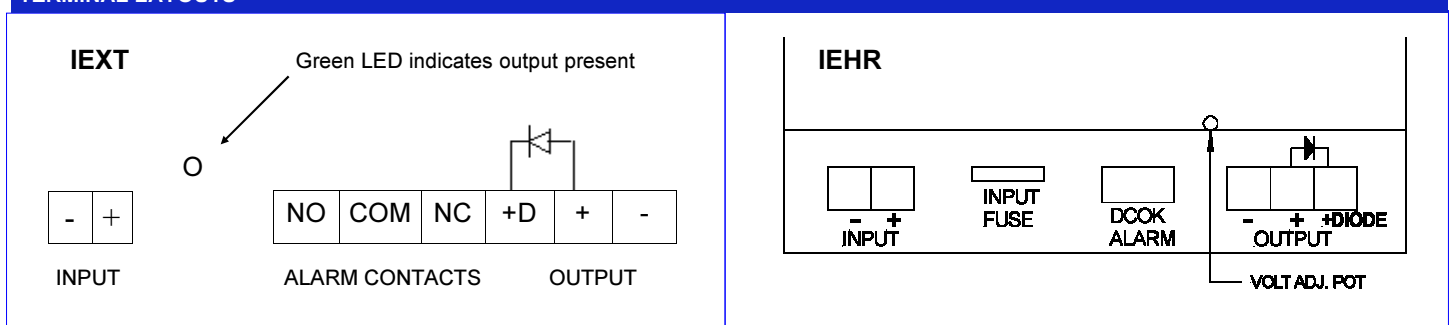 TERMINAL LAYOUTS
IEXT
Green LED indicates output present
O
- +
NO COM NC +D + -
INPUT
ALARM CONTACTS
OUTPUT
IEHR
- +
INPUT
INPUT
FUSE
DCOK
ALARM
- + +DIODE
OUTPUT
VOLT ADJ. POT